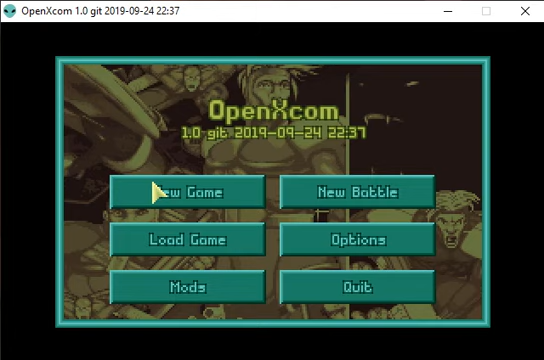 OpenXcom 1.0 git 2019-09-24 22:37
OpenXcom
1.0 git 2019-09-24 22:37
New Game
New Battle
Load Game
Options
Mods
Quit